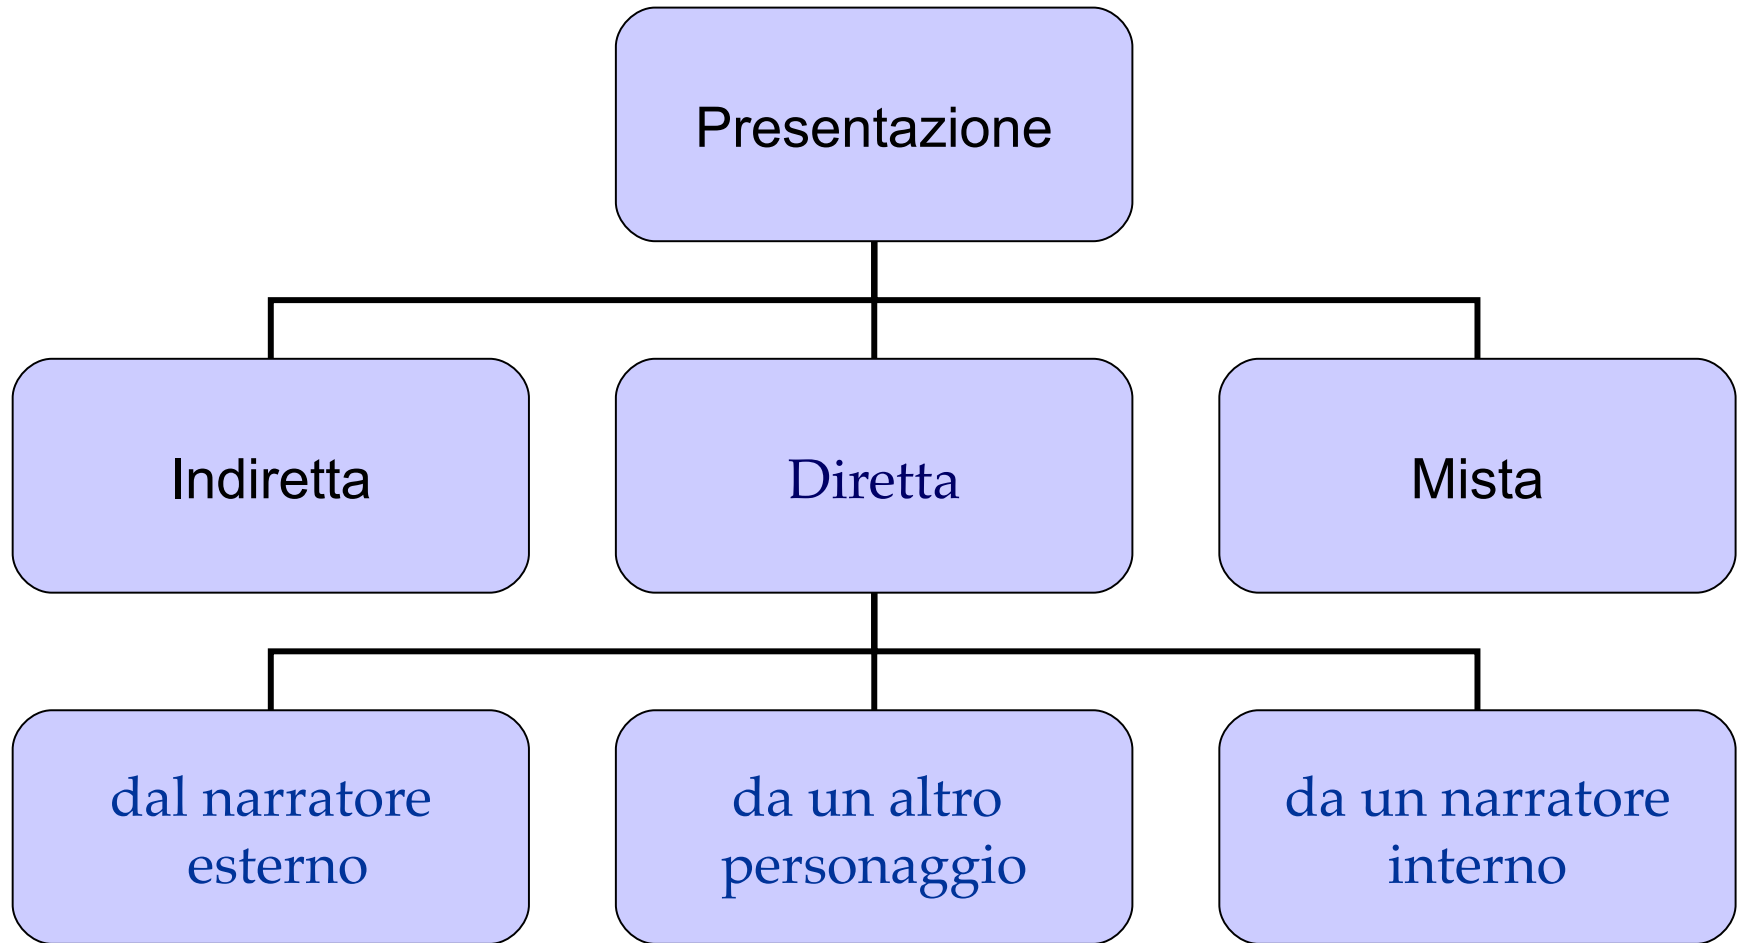 Presentazione
Indiretta
Diretta
Mista
dal narratore
esterno
da un altro
personaggio
da un narratore
interno